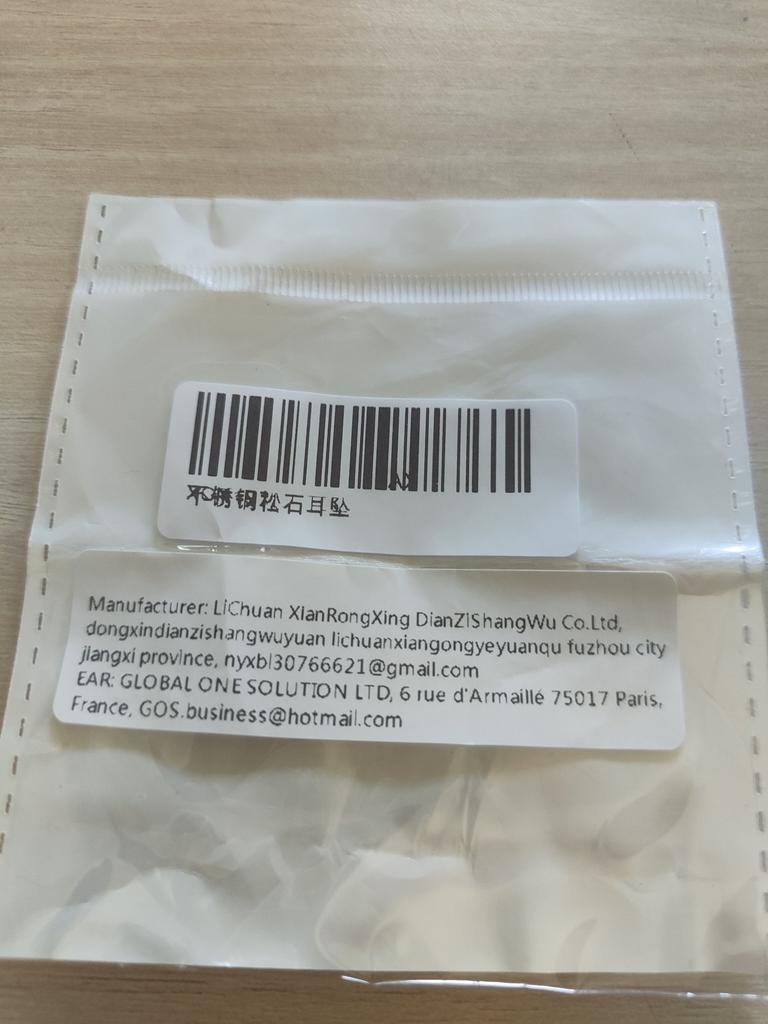 不锈钢松石耳坠
Manufacturer: LiChuan XianRongXing DianZiShangWu Co.Ltd,
dongxindianzishangwuyuan lichuanxiangongyeyuanqu fuzhou city
jiangxi province, nyxbl30766621@gmail.com
EAR: GLOBAL ONE SOLUTION LTD, 6 rue d'Armaillé 75017 Paris,
France, GOS.business@hotmail.com